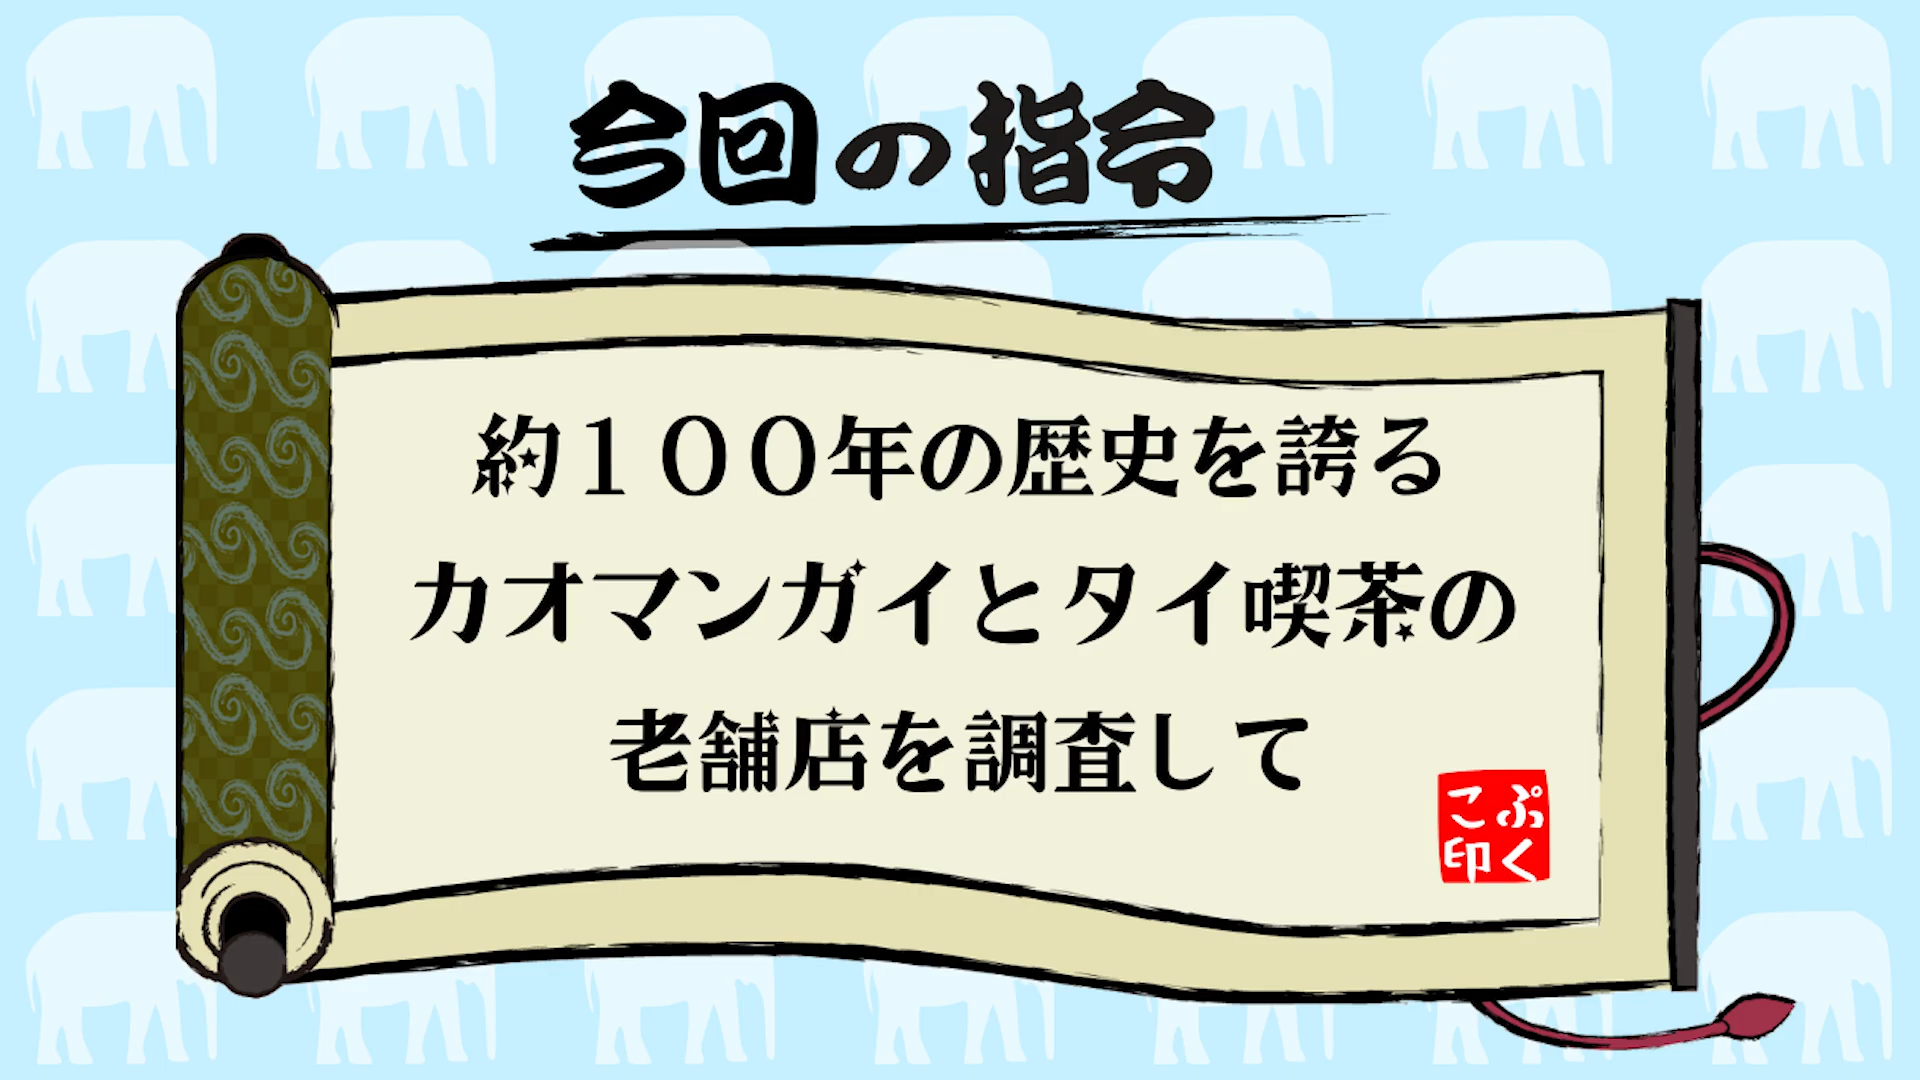 今回の指令
約１００年の歴史を誇る
カオマンガイとタイ喫茶の
老舗店を調査して
ぷく
こ印